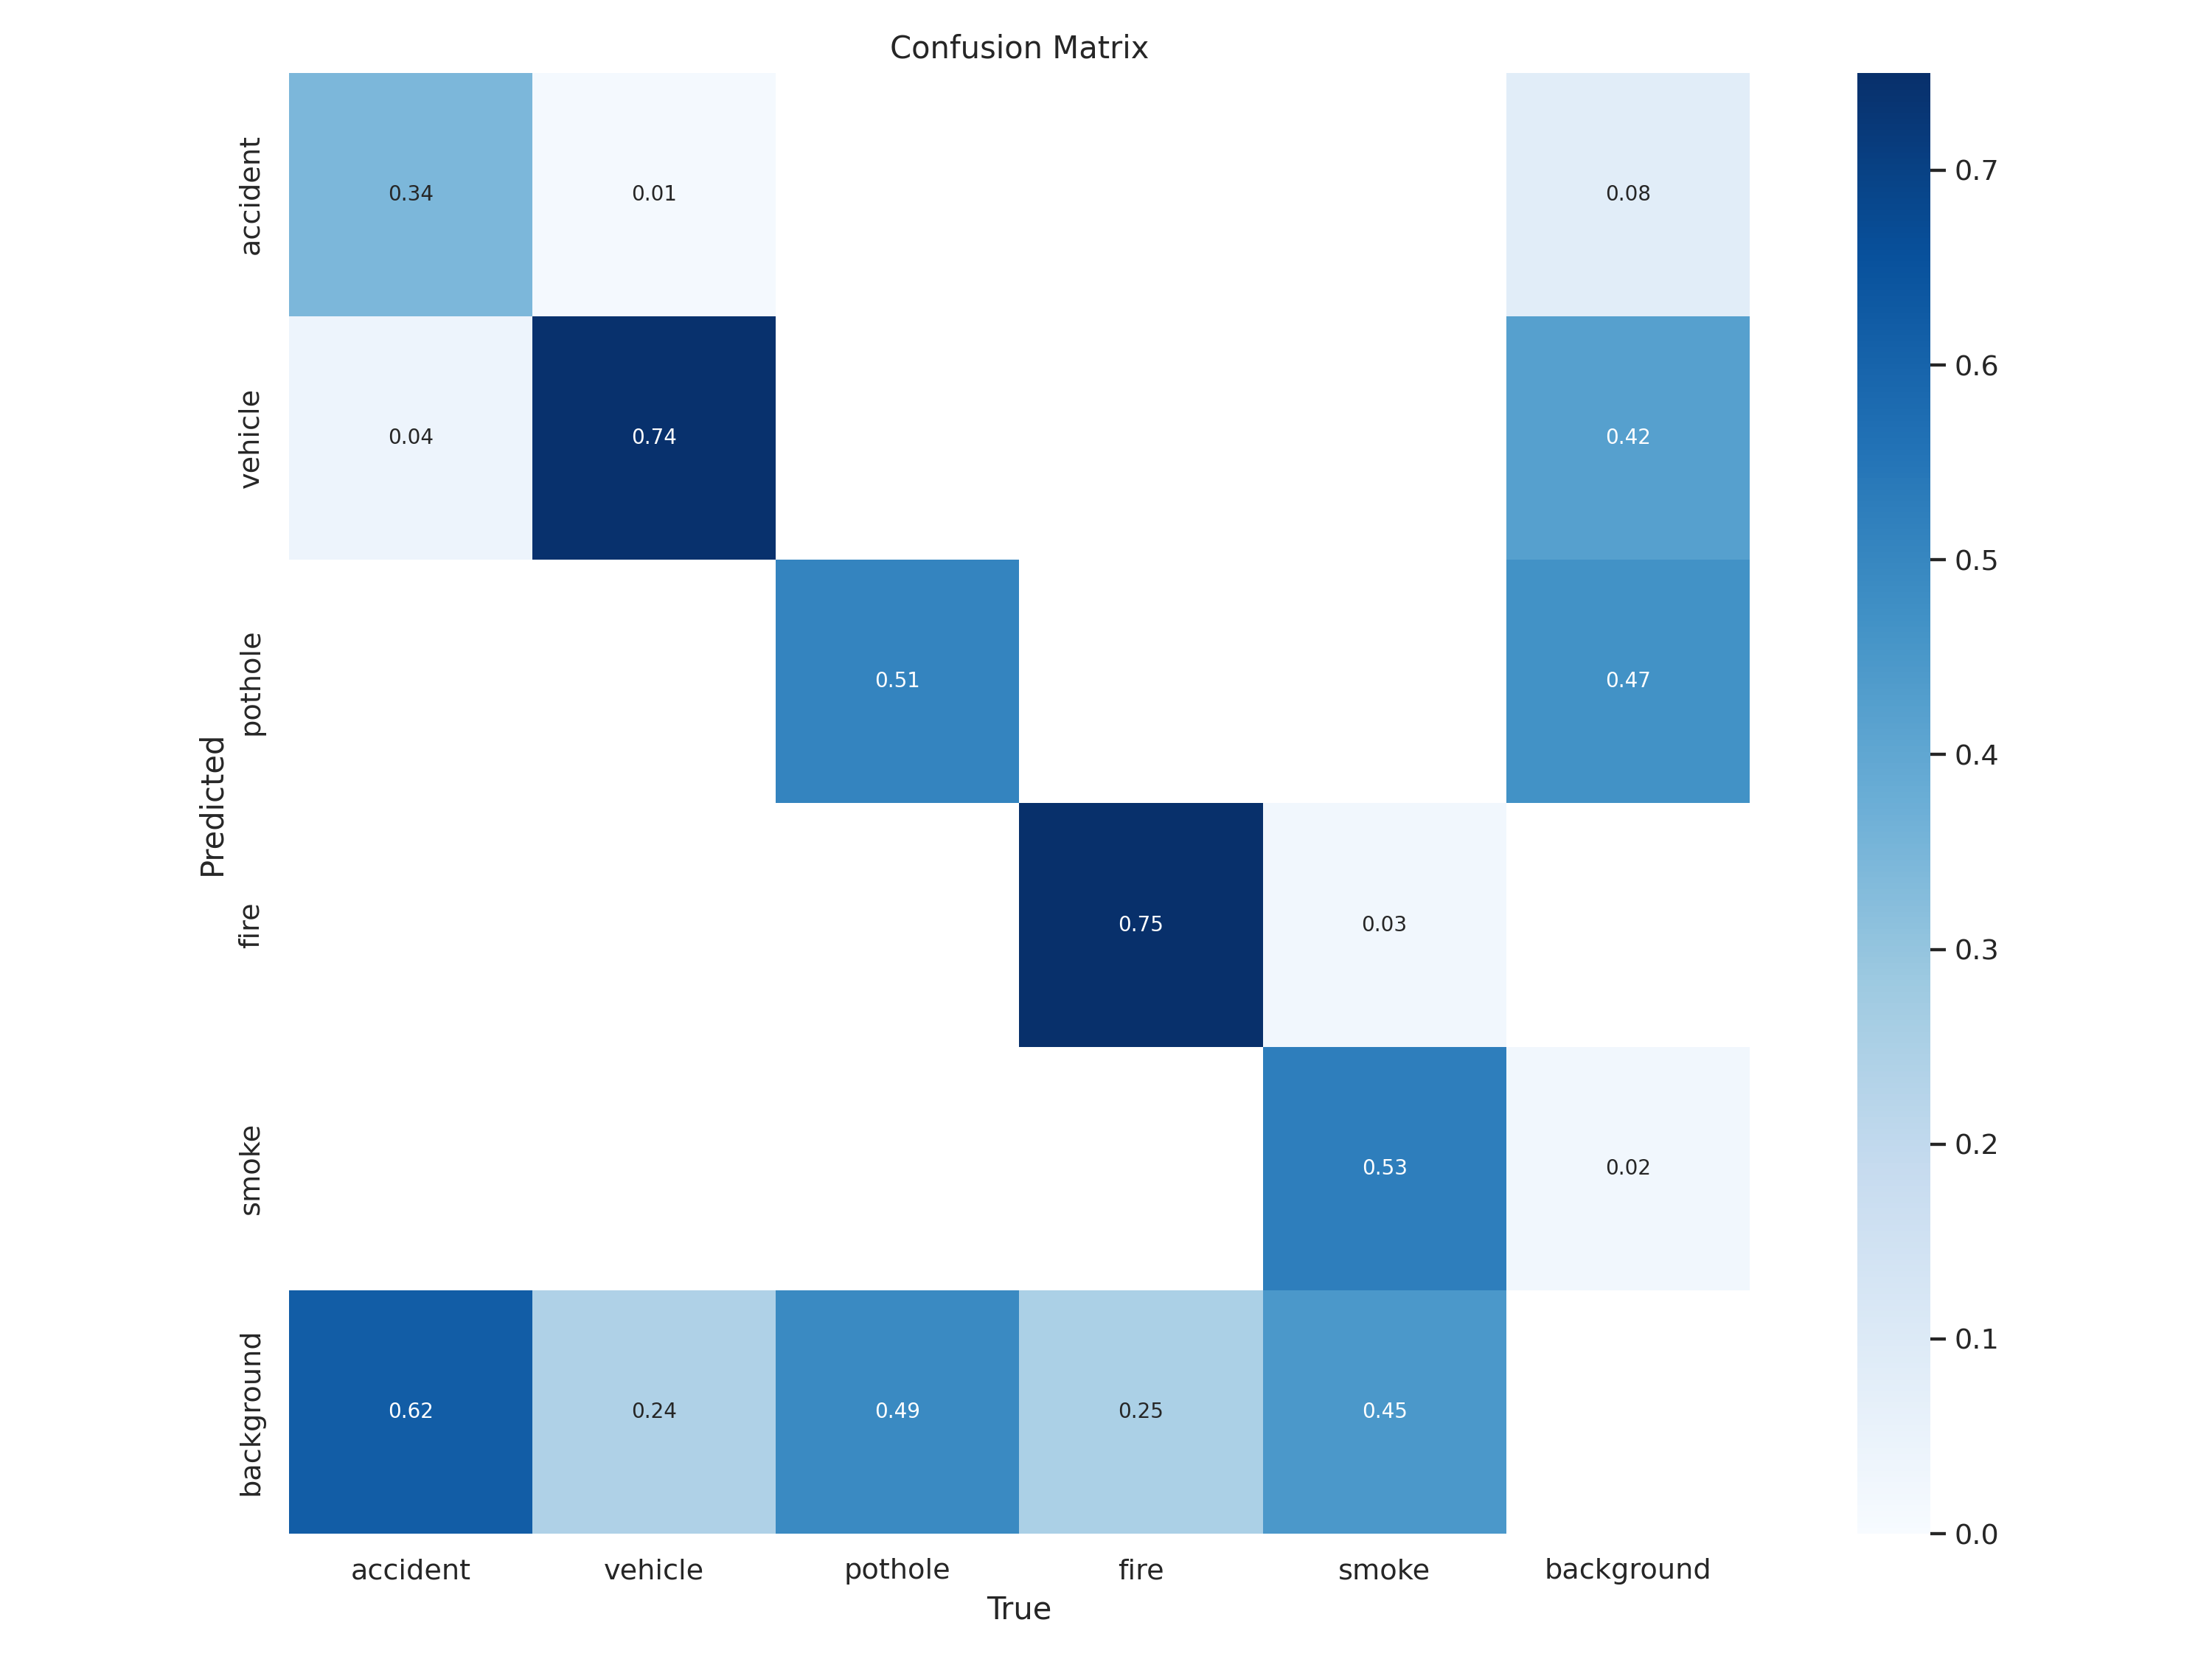 Confusion Matrix
accident
0.34
0.01
0.08
0.7
vehicle
0.04
0.74
0.42
0.6
pothole
0.51
0.47
0.5
Predicted
0.4
fire
0.75
0.03
0.3
smoke
0.53
0.02
0.2
background
0.62
0.24
0.49
0.25
0.45
0.1
0.0
accident vehicle pothole fire smoke background
True